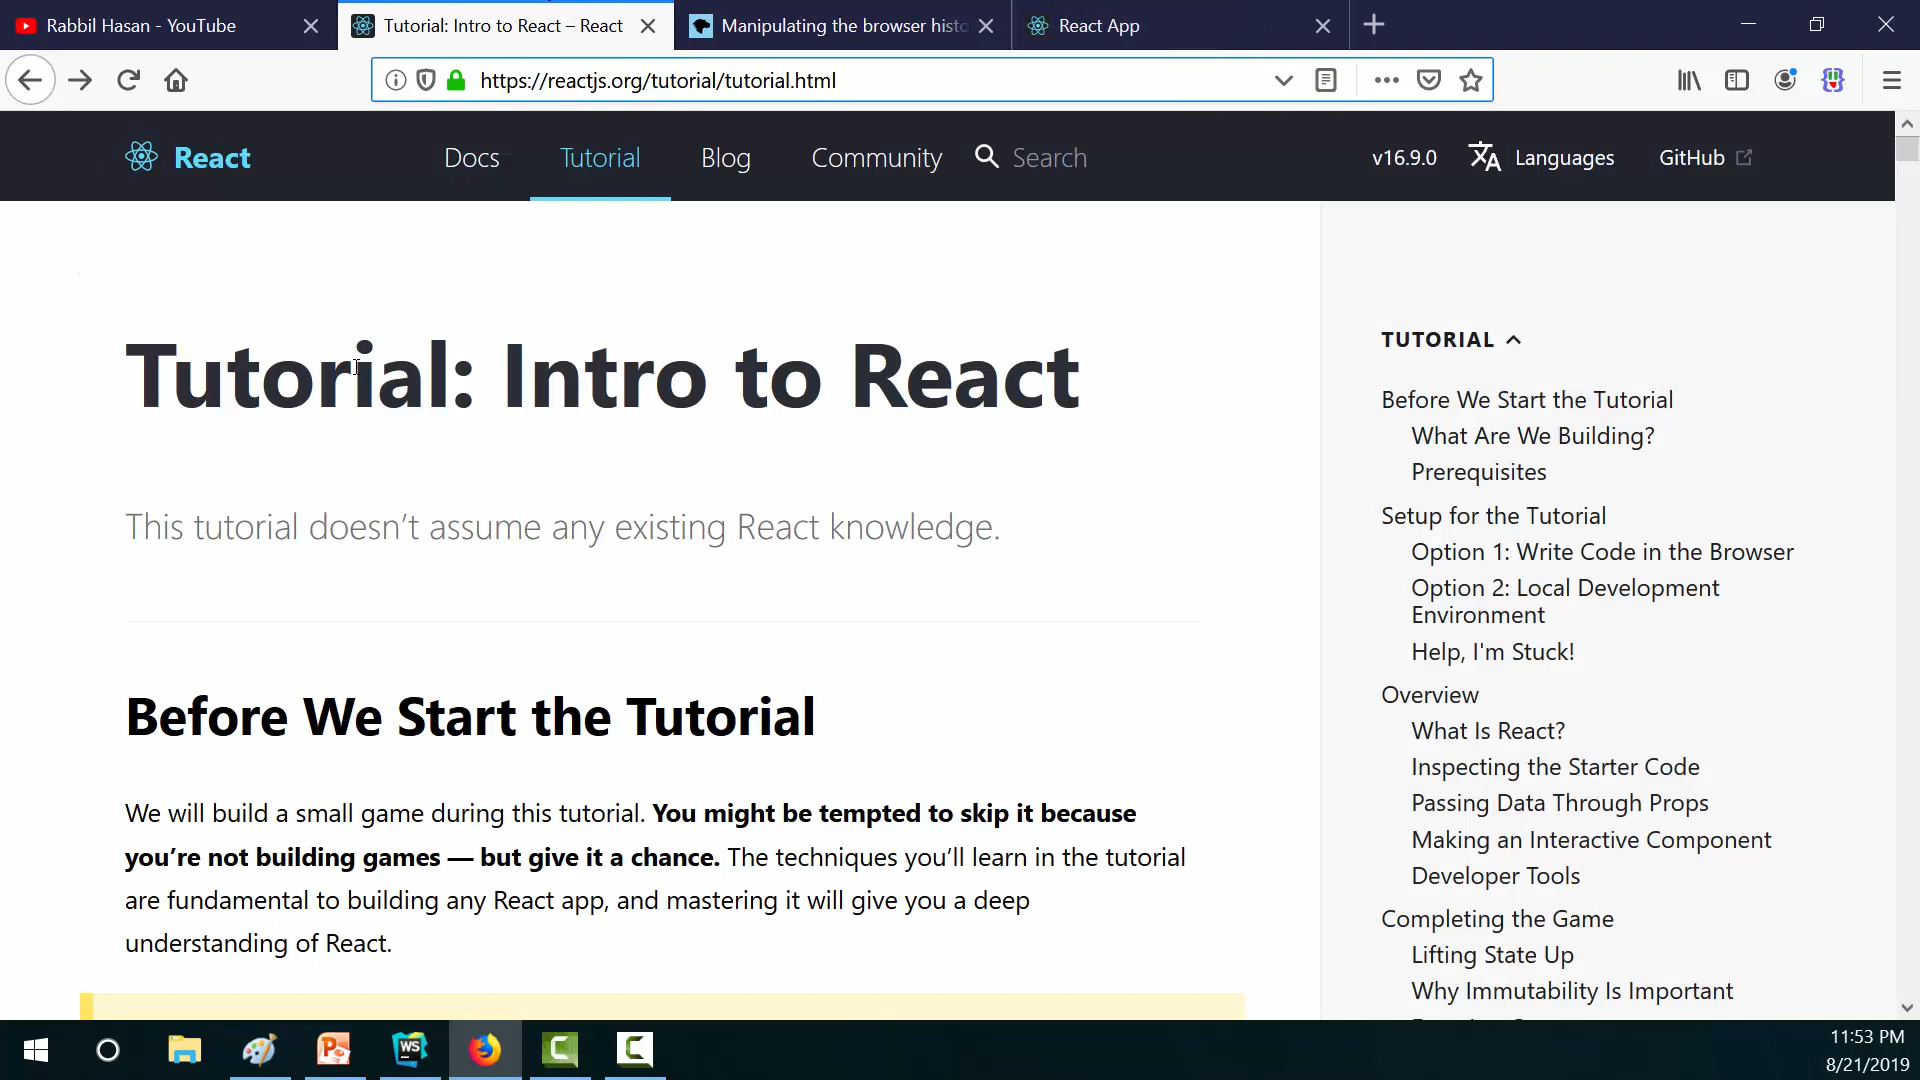 Rabbil Hasan - YouTube
Tutorial: Intro to React – React
Manipulating the browser histo
React App
https://reactjs.org/tutorial/tutorial.html
React
Docs
Tutorial
Blog
Community
Search
v16.9.0
Languages
GitHub
Tutorial: Intro to React
This tutorial doesn’t assume any existing React knowledge.
Before We Start the Tutorial
We will build a small game during this tutorial. You might be tempted to skip it because
you’re not building games — but give it a chance. The techniques you’ll learn in the tutorial
are fundamental to building any React app, and mastering it will give you a deep
understanding of React.
TUTORIAL
Before We Start the Tutorial
What Are We Building?
Prerequisites
Setup for the Tutorial
Option 1: Write Code in the Browser
Option 2: Local Development
Environment
Help, I'm Stuck!
Overview
What Is React?
Inspecting the Starter Code
Passing Data Through Props
Making an Interactive Component
Developer Tools
Completing the Game
Lifting State Up
Why Immutability Is Important
WS
11:53 PM
8/21/2019